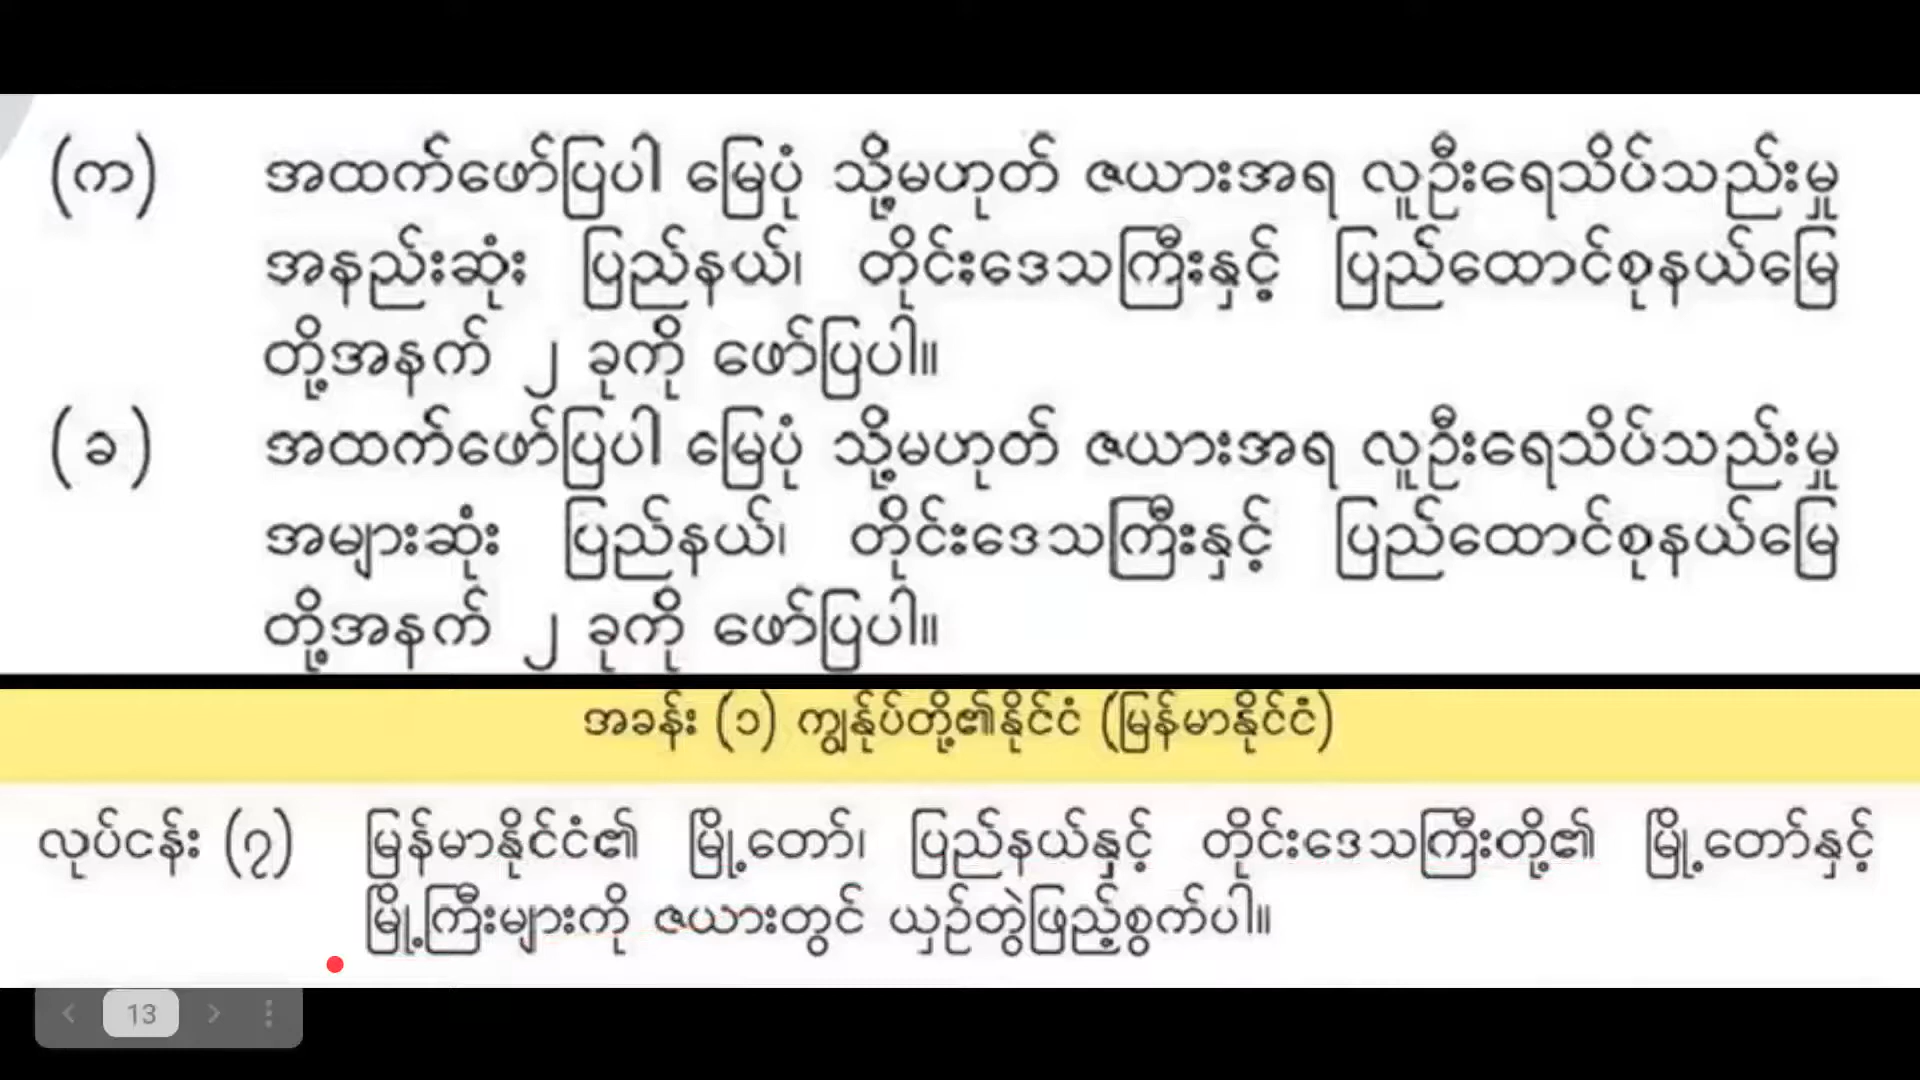 (က) အထက်ဖော်ပြပါ မြေပုံ သို့မဟုတ် ဇယားအရ လူဦးရေသိပ်သည်းမှု
အနည်းဆုံး ပြည်နယ်၊ တိုင်းဒေသကြီးနှင့် ပြည်ထောင်စုနယ်မြေ
တို့အနက် ၂ ခုကို ဖော်ပြပါ။
(ခ) အထက်ဖော်ပြပါ မြေပုံ သို့မဟုတ် ဇယားအရ လူဦးရေသိပ်သည်းမှု
အများဆုံး ပြည်နယ်၊ တိုင်းဒေသကြီးနှင့် ပြည်ထောင်စုနယ်မြေ
တို့အနက် ၂ ခုကို ဖော်ပြပါ။
အခန်း (၁) ကျွန်ုပ်တို့၏နိုင်ငံ (မြန်မာနိုင်ငံ)
လုပ်ငန်း (၇) မြန်မာနိုင်ငံ၏ မြို့တော်၊ ပြည်နယ်နှင့် တိုင်းဒေသကြီးတို့၏ မြို့တော်နှင့်
မြို့ကြီးများကို ဇယားတွင် ယှဉ်တွဲဖြည့်စွက်ပါ။
13